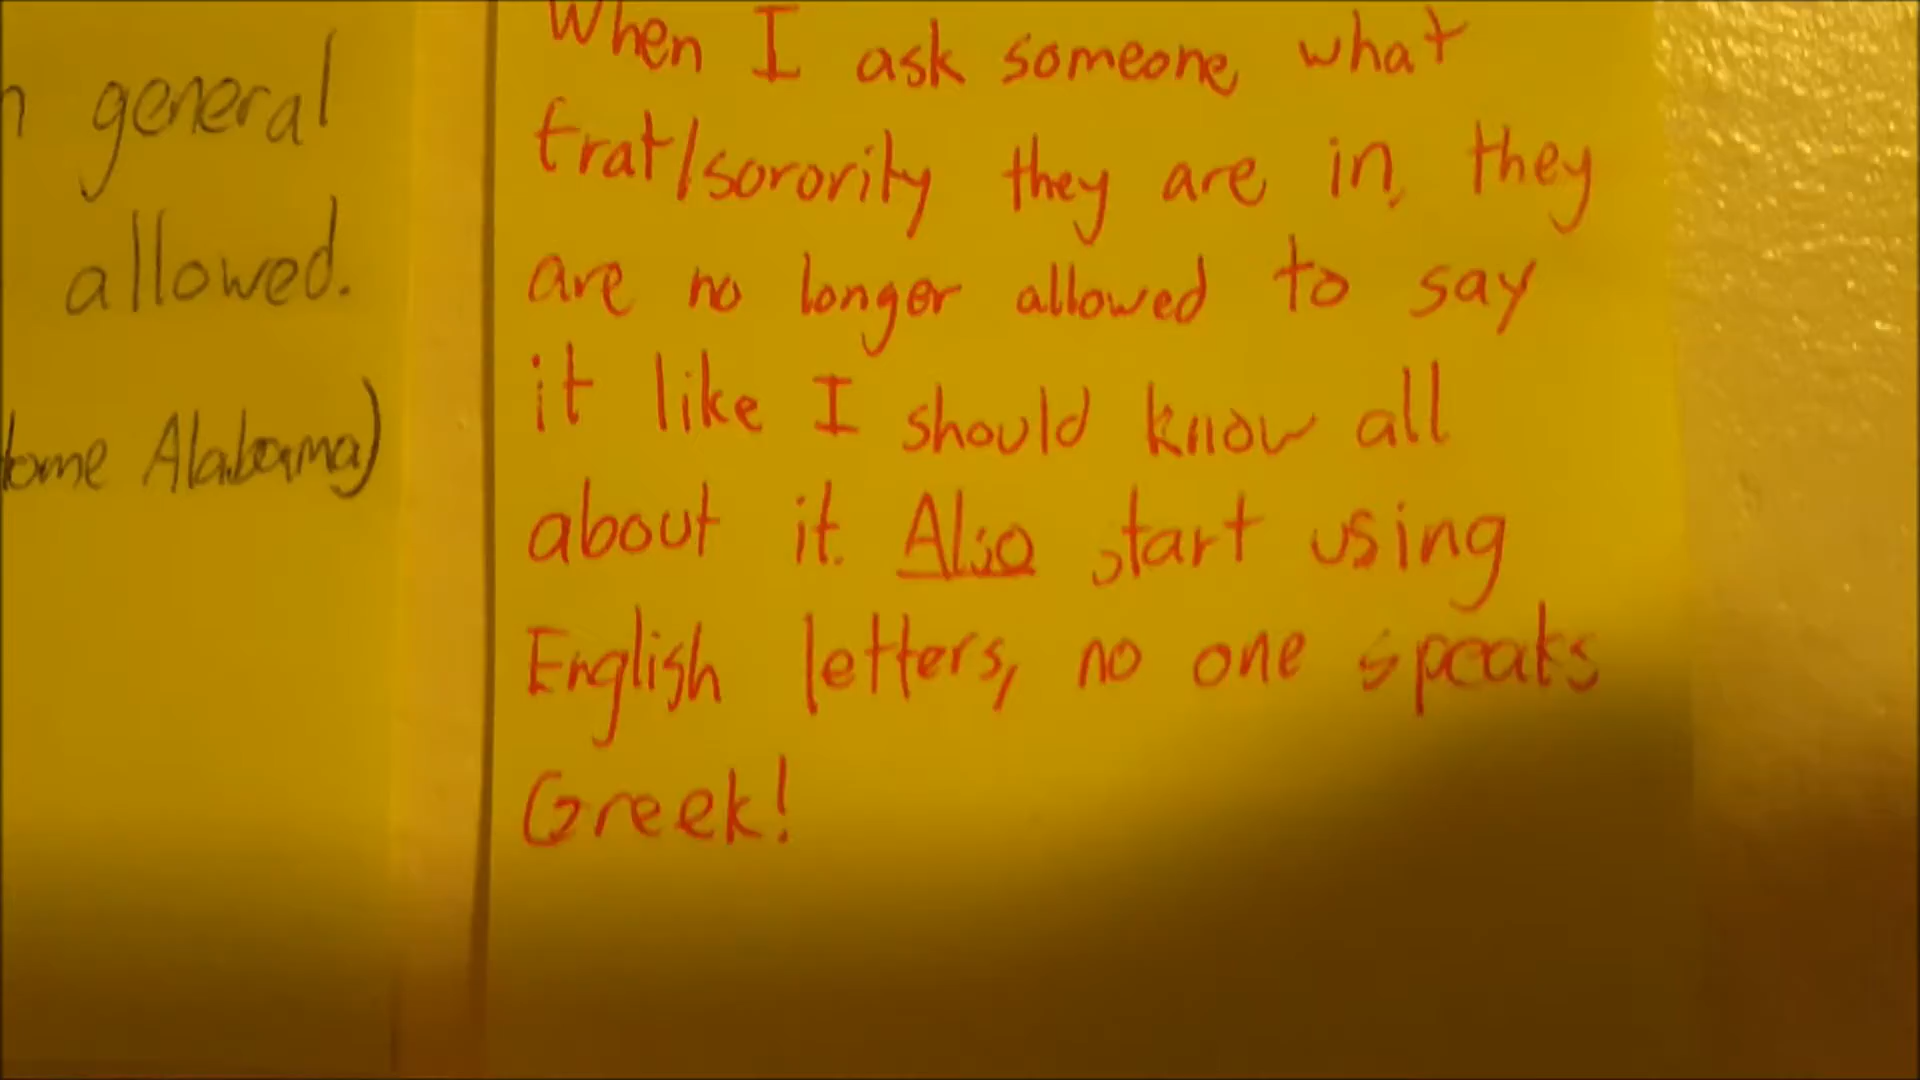 general
allowed.
Alabama)
When I ask someone what
frat/sorority they are in, they
are no longer allowed to say
it like I should know all
about it. Also start using
English letters, no one speaks
Greek!